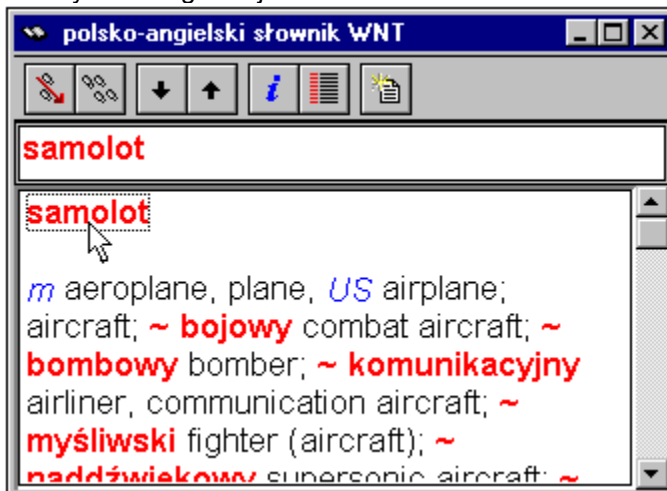 polsko-angielski słownik WNT
samolot
samolot
m aeroplane, plane, US airplane;
aircraft; ~ bojowy combat aircraft; ~
bombowy bomber; ~ komunikacyjny
airliner, communication aircraft; ~
myśliwski fighter (aircraft); ~
naddźwiękowy supersonic aircraft; ~